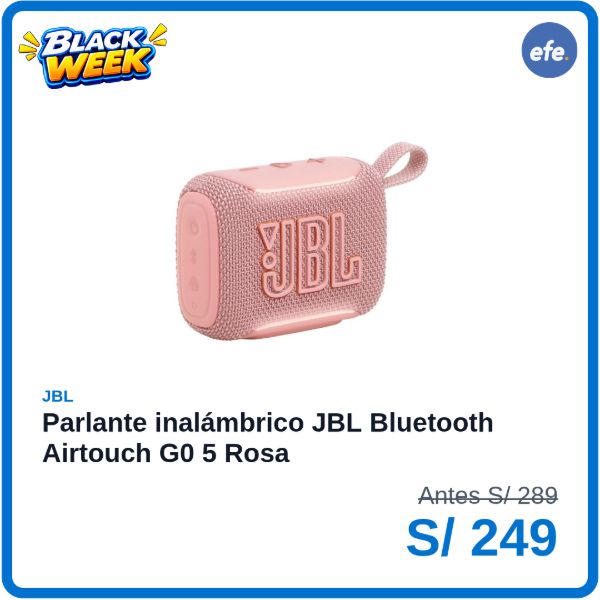 BLACK
WEEK
efe.
JBL
JBL
Parlante inalámbrico JBL Bluetooth
Airtouch G0 5 Rosa
Antes S/ 289
S/ 249